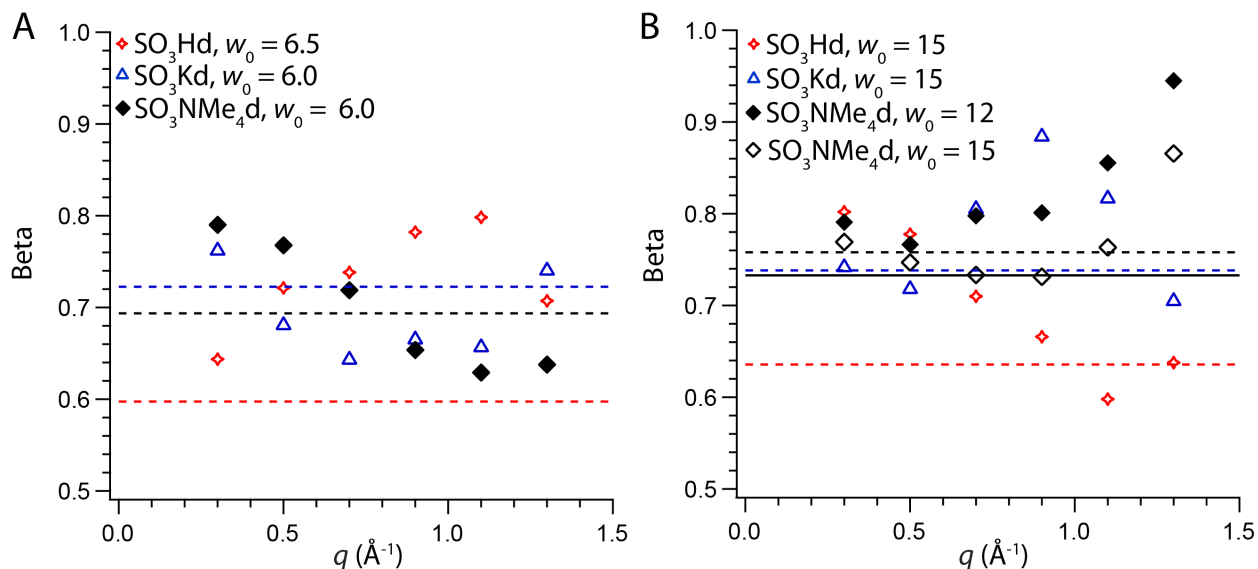 A
SO₃Hd, w₀ = 6.5
SO₃Kd, w₀ = 6.0
SO₃NMe₄d, w₀ = 6.0
1.0
0.9
0.8
0.7
0.6
0.5
Beta
0.0 0.5 1.0 1.5
q (Å⁻¹)
B
SO₃Hd, w₀ = 15
SO₃Kd, w₀ = 15
SO₃NMe₄d, w₀ = 12
SO₃NMe₄d, w₀ = 15
1.0
0.9
0.8
0.7
0.6
0.5
Beta
0.0 0.5 1.0 1.5
q (Å⁻¹)